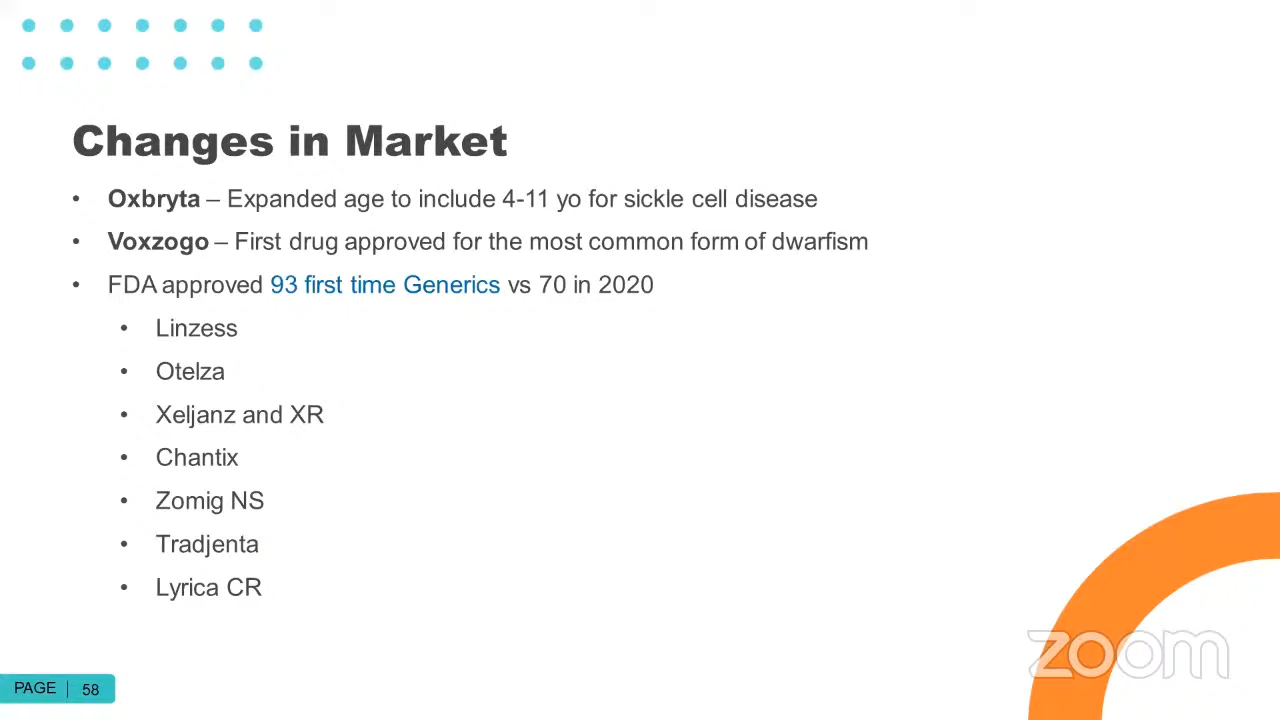 Changes in Market
• Oxbryta – Expanded age to include 4-11 yo for sickle cell disease
• Voxzogo – First drug approved for the most common form of dwarfism
• FDA approved 93 first time Generics vs 70 in 2020
• Linzess
• Otelza
• Xeljanz and XR
• Chantix
• Zomig NS
• Tradjenta
• Lyrica CR
zoom
PAGE | 58